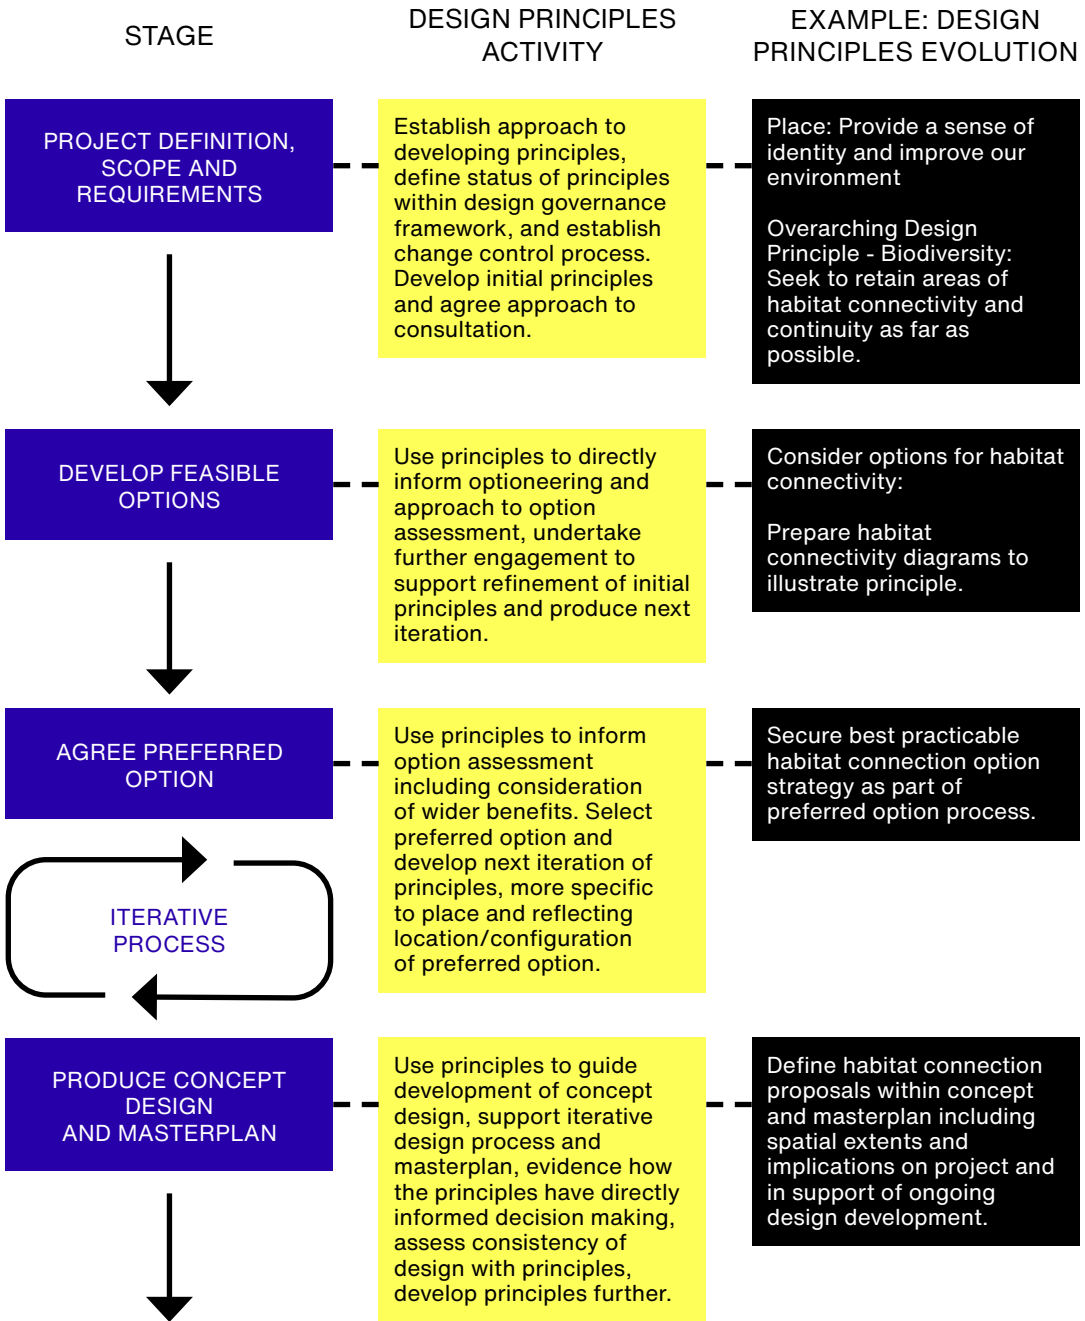 STAGE
DESIGN PRINCIPLES
ACTIVITY
EXAMPLE: DESIGN
PRINCIPLES EVOLUTION
PROJECT DEFINITION,
SCOPE AND
REQUIREMENTS
Establish approach to
developing principles,
define status of principles
within design governance
framework, and establish
change control process.
Develop initial principles
and agree approach to
consultation.
Place: Provide a sense of
identity and improve our
environment
Overarching Design
Principle - Biodiversity:
Seek to retain areas of
habitat connectivity and
continuity as far as
possible.
DEVELOP FEASIBLE
OPTIONS
Use principles to directly
inform optioneering and
approach to option
assessment, undertake
further engagement to
support refinement of initial
principles and produce next
iteration.
Consider options for habitat
connectivity:
Prepare habitat
connectivity diagrams to
illustrate principle.
AGREE PREFERRED
OPTION
Use principles to inform
option assessment
including consideration
of wider benefits. Select
preferred option and
develop next iteration of
principles, more specific
to place and reflecting
location/configuration
of preferred option.
Secure best practicable
habitat connection option
strategy as part of
preferred option process.
ITERATIVE
PROCESS
PRODUCE CONCEPT
DESIGN
AND MASTERPLAN
Use principles to guide
development of concept
design, support iterative
design process and
masterplan, evidence how
the principles have directly
informed decision making,
assess consistency of
design with principles,
develop principles further.
Define habitat connection
proposals within concept
and masterplan including
spatial extents and
implications on project and
in support of ongoing
design development.